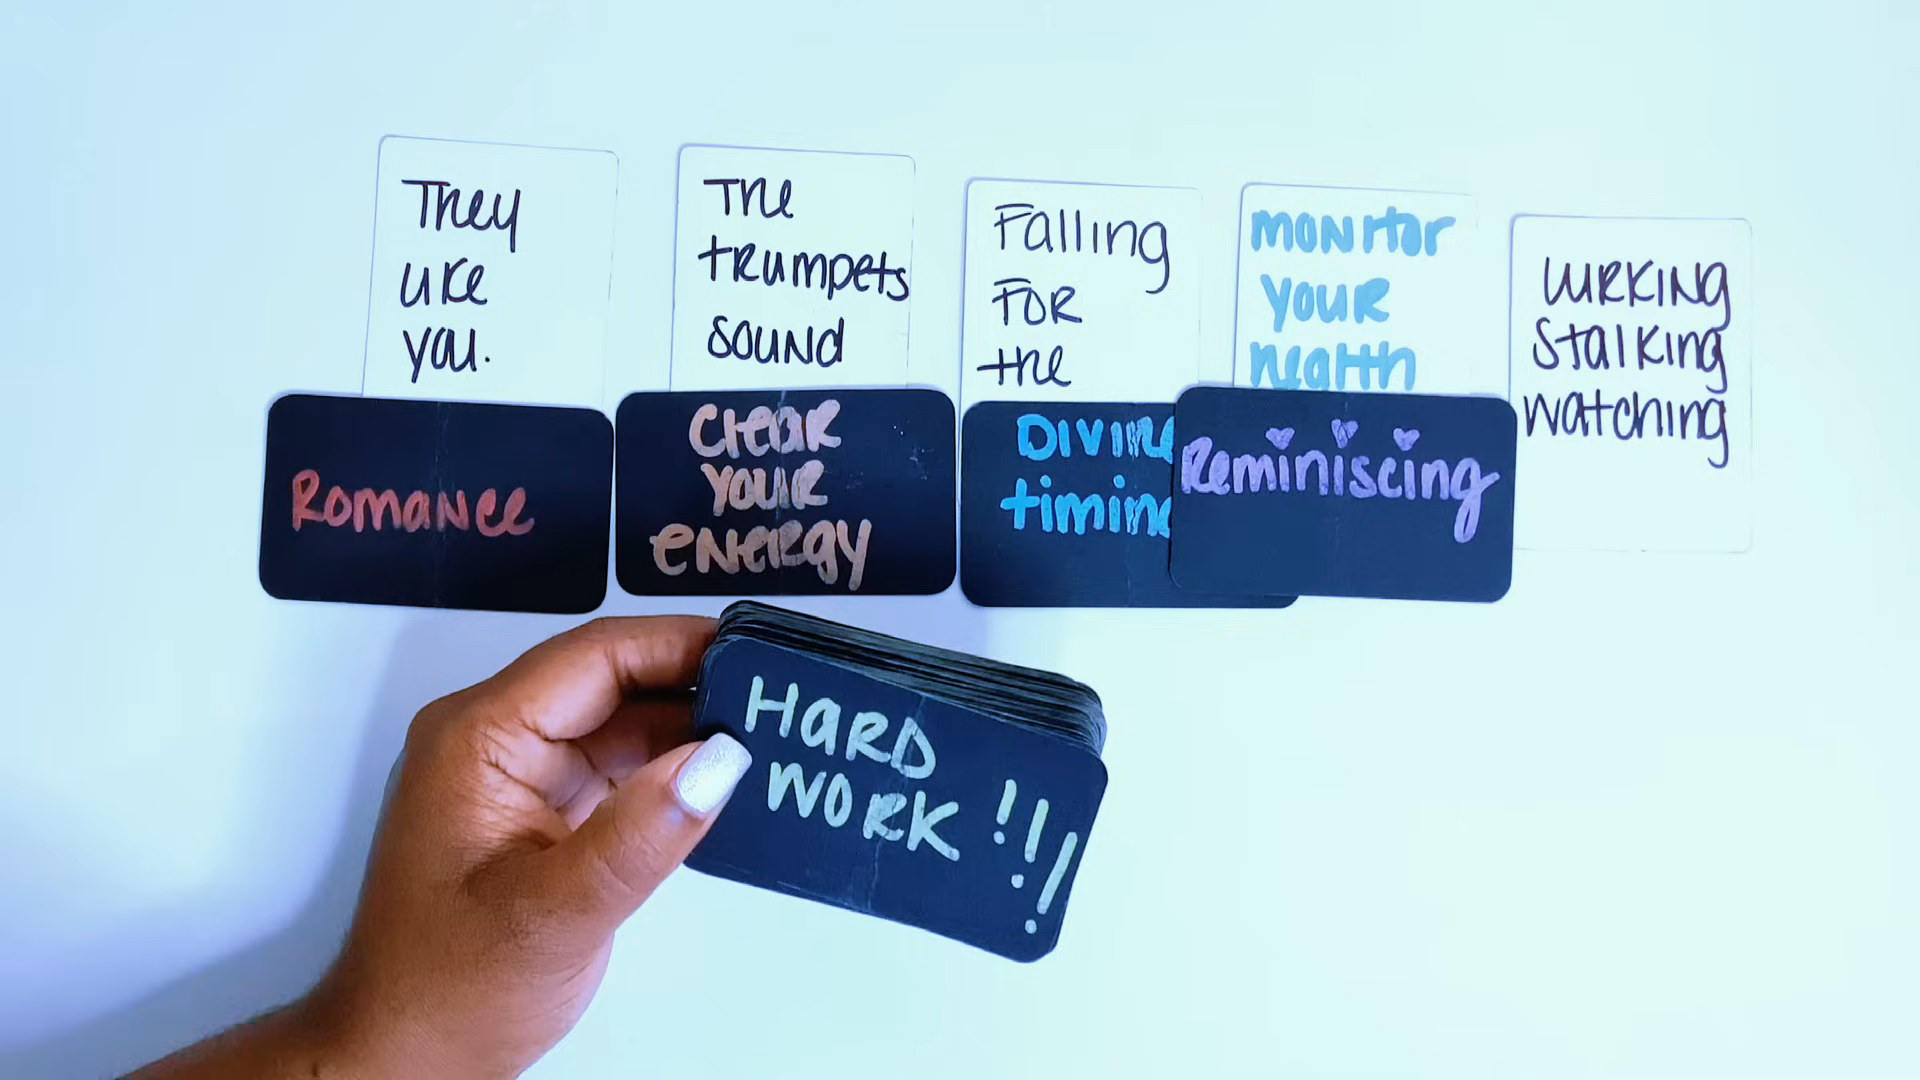 They
like
you.
The
trumpets
sound
Falling
For
the
monitor
your
health
Lurking
Stalking
watching
Romance
Clear
your
energy
Divine
timing
Reminiscing
Hard
work !!!